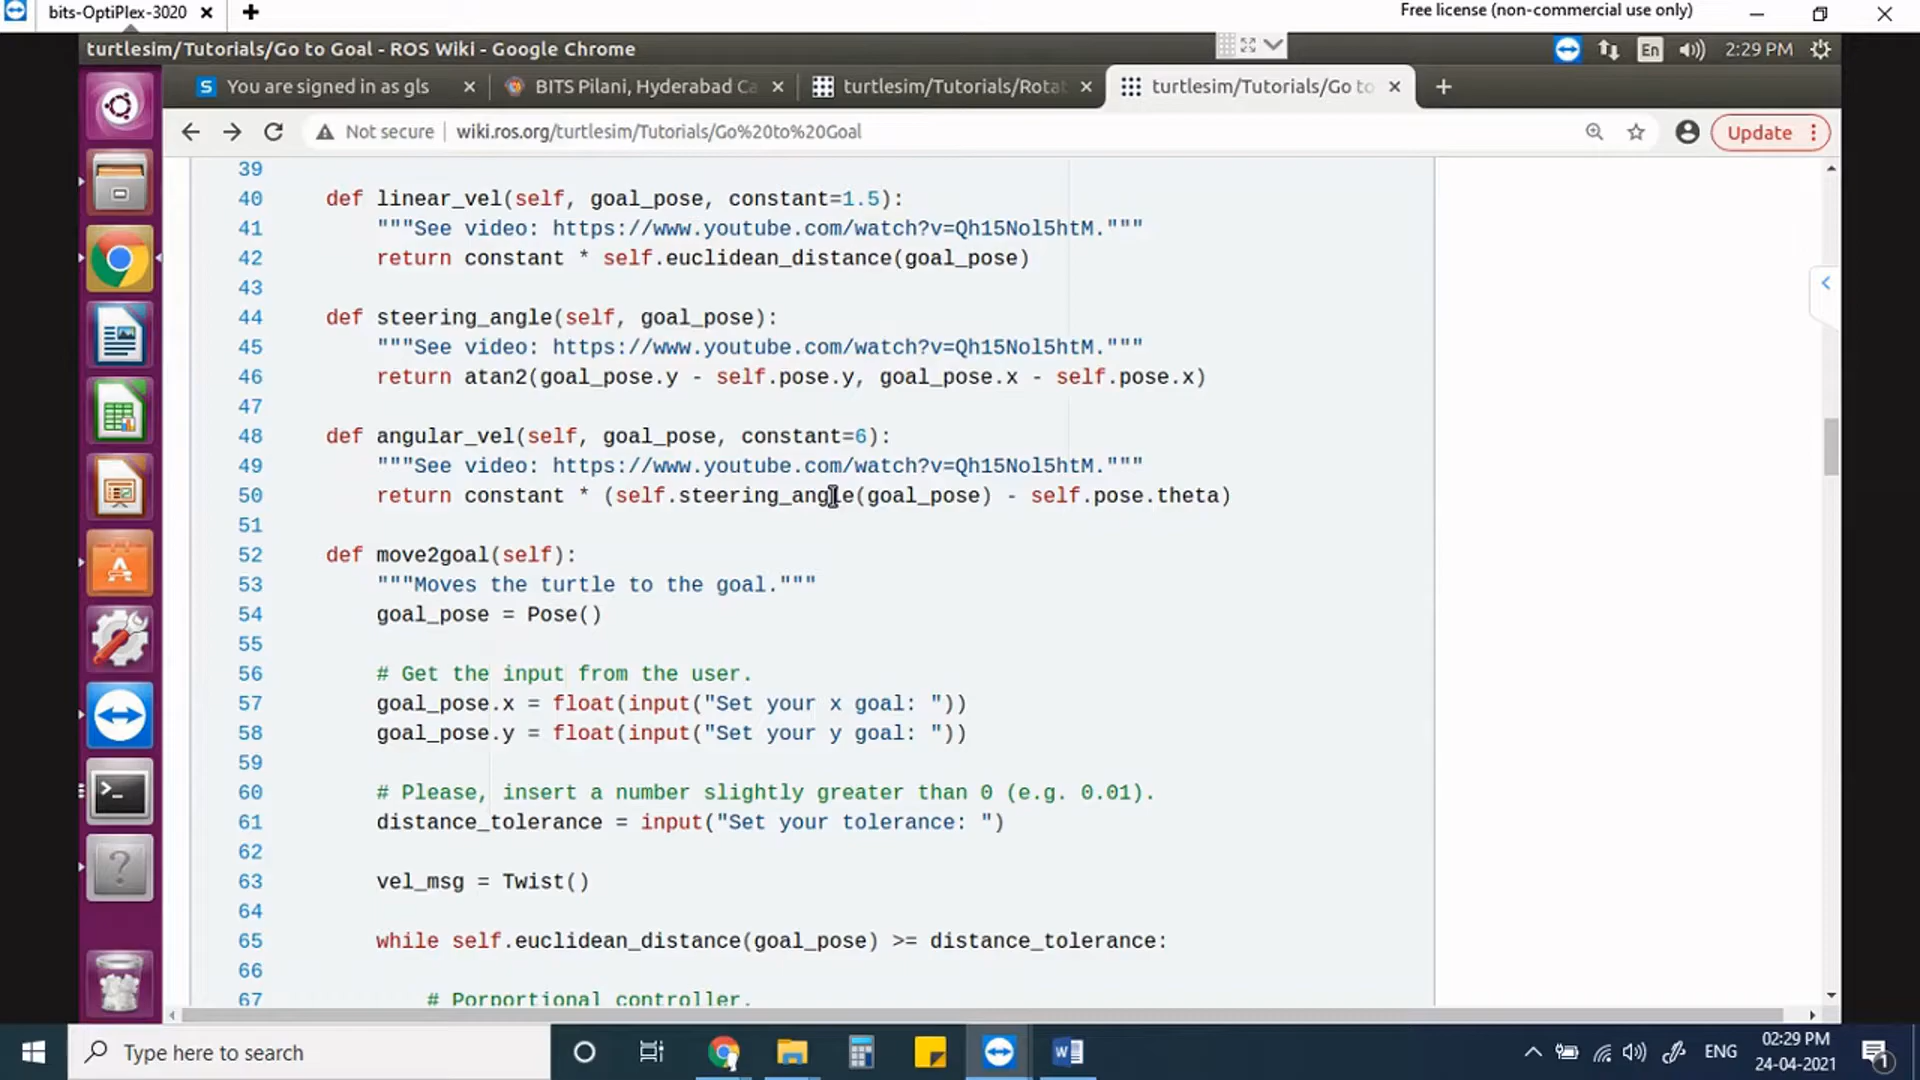 bits-OptiPlex-3020
Free license (non-commercial use only)
turtlesim/Tutorials/Go to Goal - ROS Wiki - Google Chrome
En
2:29 PM
You are signed in as gls
BITS Pilani, Hyderabad Ca
turtlesim/Tutorials/Rota
turtlesim/Tutorials/Go to
Not secure
wiki.ros.org/turtlesim/Tutorials/Go%20to%20Goal
Update
39
40 def linear_vel(self, goal_pose, constant=1.5):
41 """See video: https://www.youtube.com/watch?v=Qh15Nol5htM."""
42 return constant * self.euclidean_distance(goal_pose)
43
44 def steering_angle(self, goal_pose):
45 """See video: https://www.youtube.com/watch?v=Qh15Nol5htM."""
46 return atan2(goal_pose.y - self.pose.y, goal_pose.x - self.pose.x)
47
48 def angular_vel(self, goal_pose, constant=6):
49 """See video: https://www.youtube.com/watch?v=Qh15Nol5htM."""
50 return constant * (self.steering_angle(goal_pose) - self.pose.theta)
51
52 def move2goal(self):
53 """Moves the turtle to the goal."""
54 goal_pose = Pose()
55
56 # Get the input from the user.
57 goal_pose.x = float(input("Set your x goal: "))
58 goal_pose.y = float(input("Set your y goal: "))
59
60 # Please, insert a number slightly greater than 0 (e.g. 0.01).
61 distance_tolerance = input("Set your tolerance: ")
62
63 vel_msg = Twist()
64
65 while self.euclidean_distance(goal_pose) >= distance_tolerance:
66
67 # Porportional controller.
Type here to search
ENG
02:29 PM
24-04-2021
1